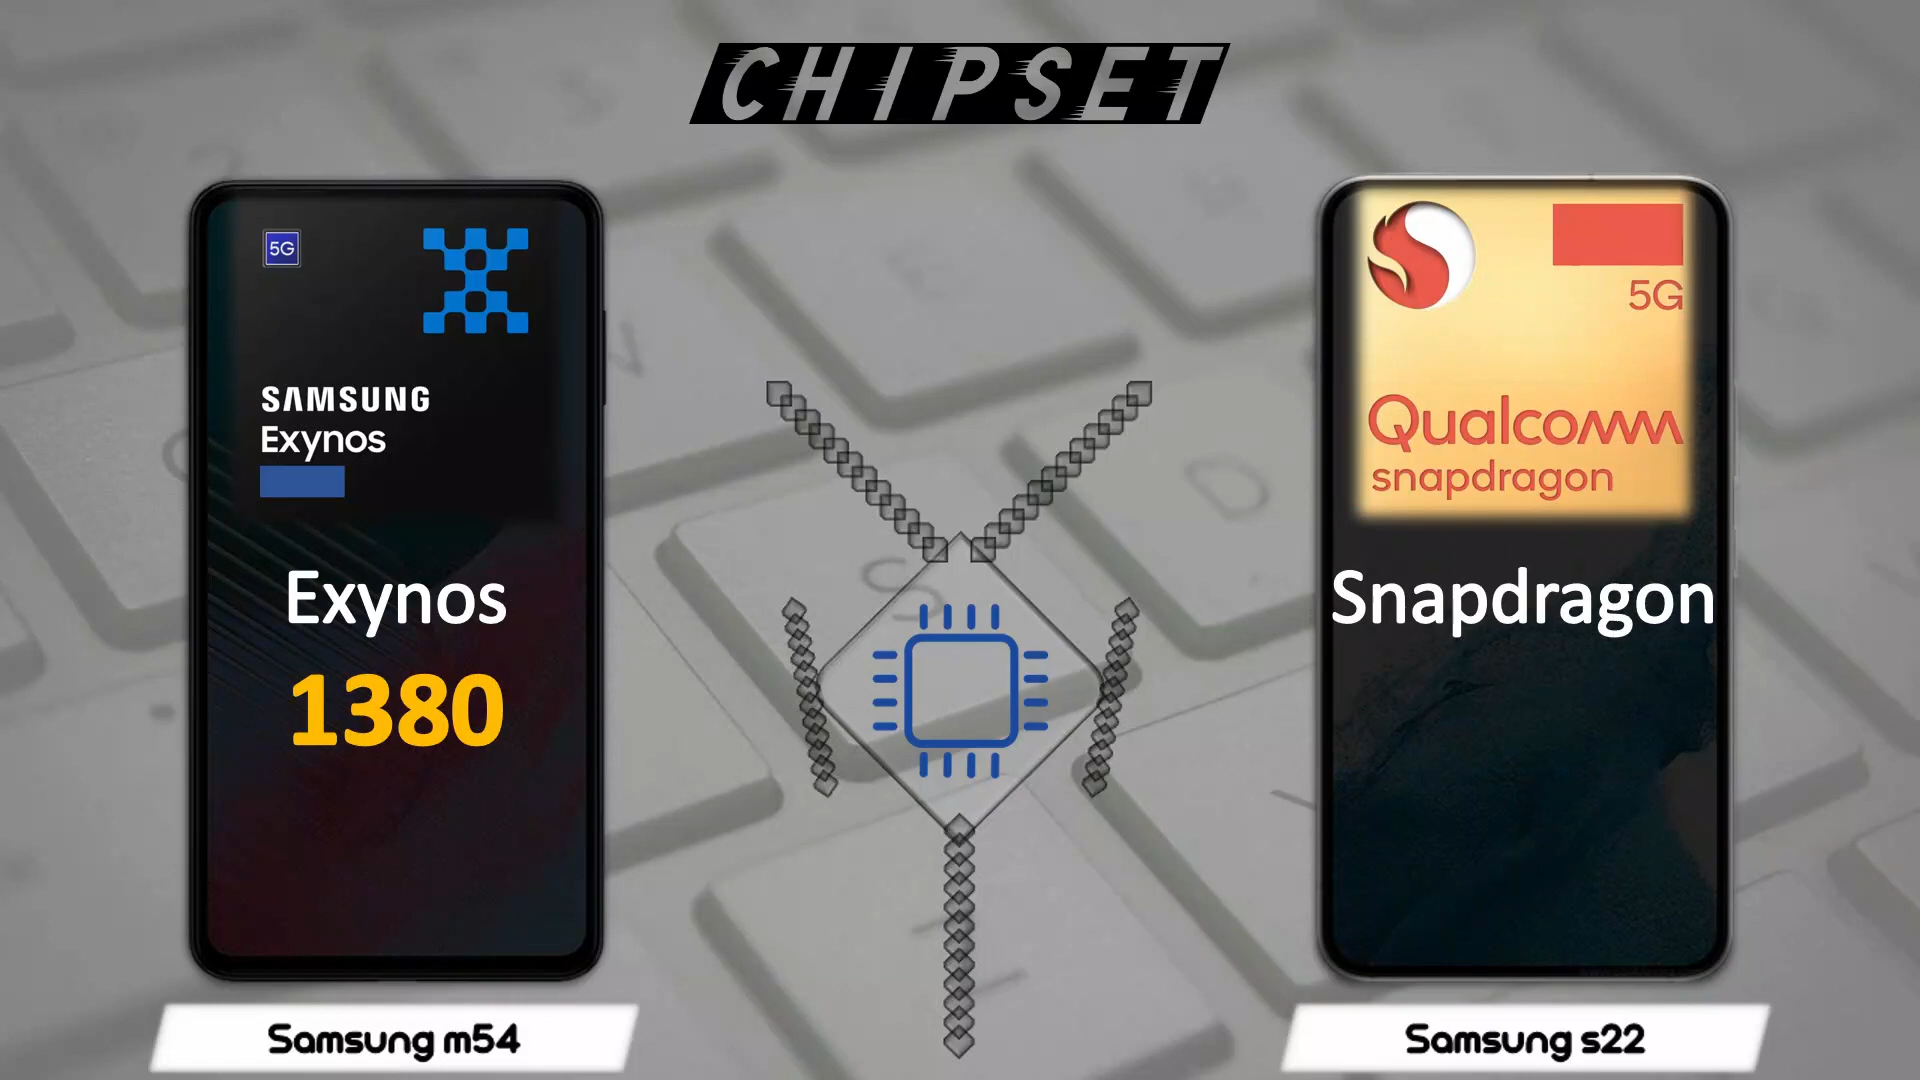 CHIPSET
5G
SAMSUNG
Exynos
Exynos
1380
5G
Qualcomm
snapdragon
Snapdragon
Samsung m54
Samsung s22